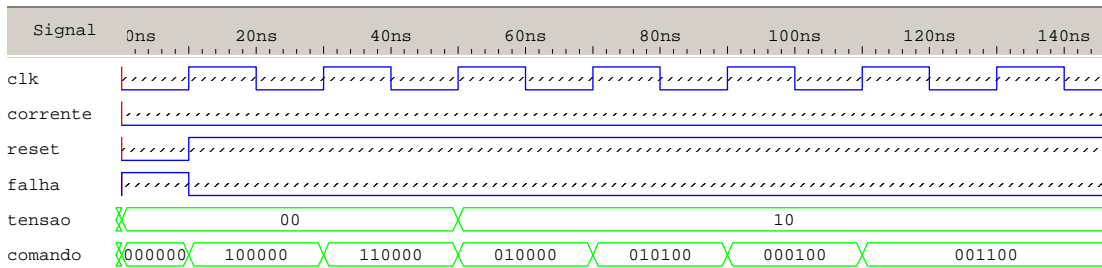 Signal 0ns 20ns 40ns 60ns 80ns 100ns 120ns 140ns
clk
corrente
reset
falha
tensao 00 10
comando 000000 100000 110000 010000 010100 000100 001100